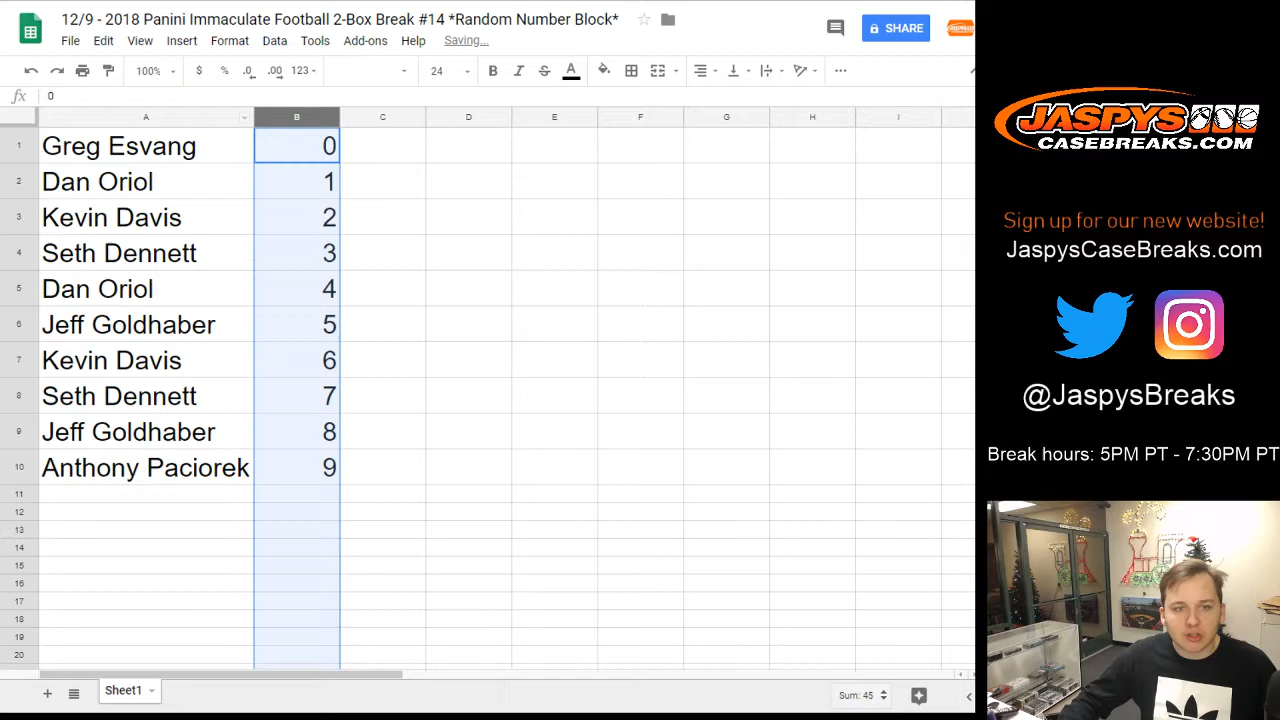 12/9 - 2018 Panini Immaculate Football 2-Box Break #14 *Random Number Block*
File Edit View Insert Format Data Tools Add-ons Help Saving...
SHARE
100% $ % .0 .00 123 24 B I S A
fx 0
A B C D E F G H I
1 Greg Esvang 0
2 Dan Oriol 1
3 Kevin Davis 2
4 Seth Dennett 3
5 Dan Oriol 4
6 Jeff Goldhaber 5
7 Kevin Davis 6
8 Seth Dennett 7
9 Jeff Goldhaber 8
10 Anthony Paciorek 9
11
12
13
14
15
16
17
18
19
20
Sheet1
Sum: 45
JASPYS
CASEBREAKS.COM
Sign up for our new website!
JaspysCaseBreaks.com
@JaspysBreaks
Break hours: 5PM PT - 7:30PM PT